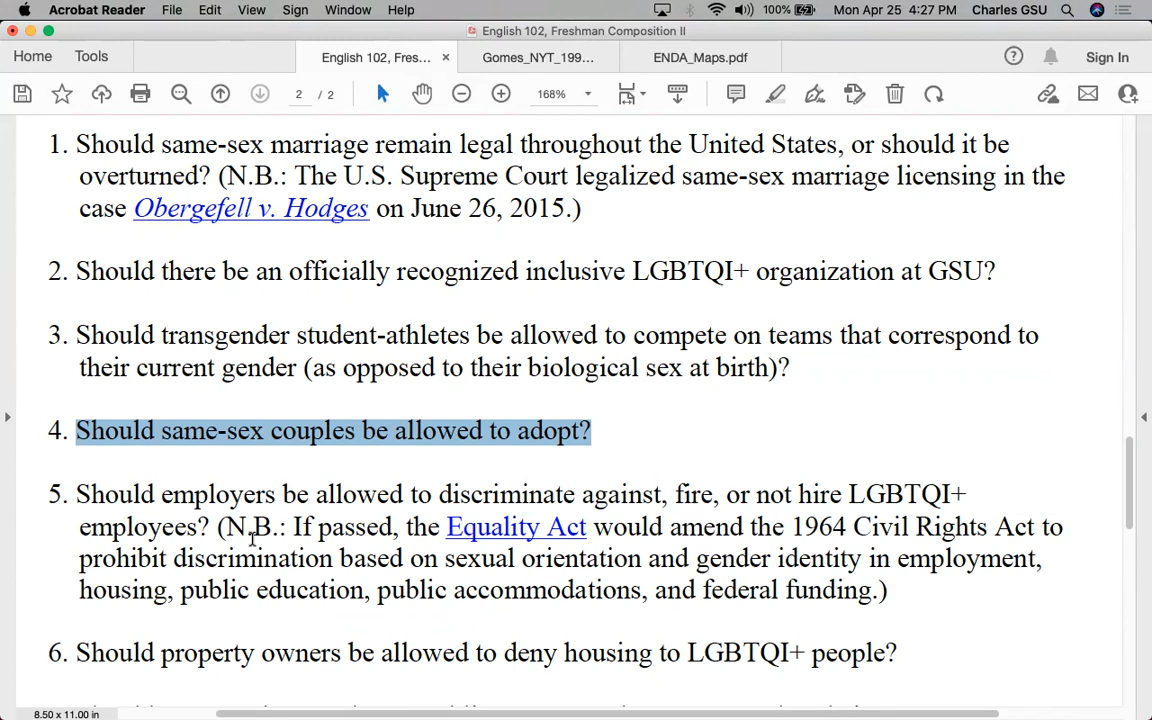 Acrobat Reader File Edit View Sign Window Help 100% Mon Apr 25 4:27 PM Charles GSU
English 102, Freshman Composition II
Home Tools English 102, Fres... × Gomes_NYT_199... ENDA_Maps.pdf Sign In
2 / 2 168%
1. Should same-sex marriage remain legal throughout the United States, or should it be
overturned? (N.B.: The U.S. Supreme Court legalized same-sex marriage licensing in the
case Obergefell v. Hodges on June 26, 2015.)
2. Should there be an officially recognized inclusive LGBTQI+ organization at GSU?
3. Should transgender student-athletes be allowed to compete on teams that correspond to
their current gender (as opposed to their biological sex at birth)?
4. Should same-sex couples be allowed to adopt?
5. Should employers be allowed to discriminate against, fire, or not hire LGBTQI+
employees? (N.B.: If passed, the Equality Act would amend the 1964 Civil Rights Act to
prohibit discrimination based on sexual orientation and gender identity in employment,
housing, public education, public accommodations, and federal funding.)
6. Should property owners be allowed to deny housing to LGBTQI+ people?
8.50 x 11.00 in